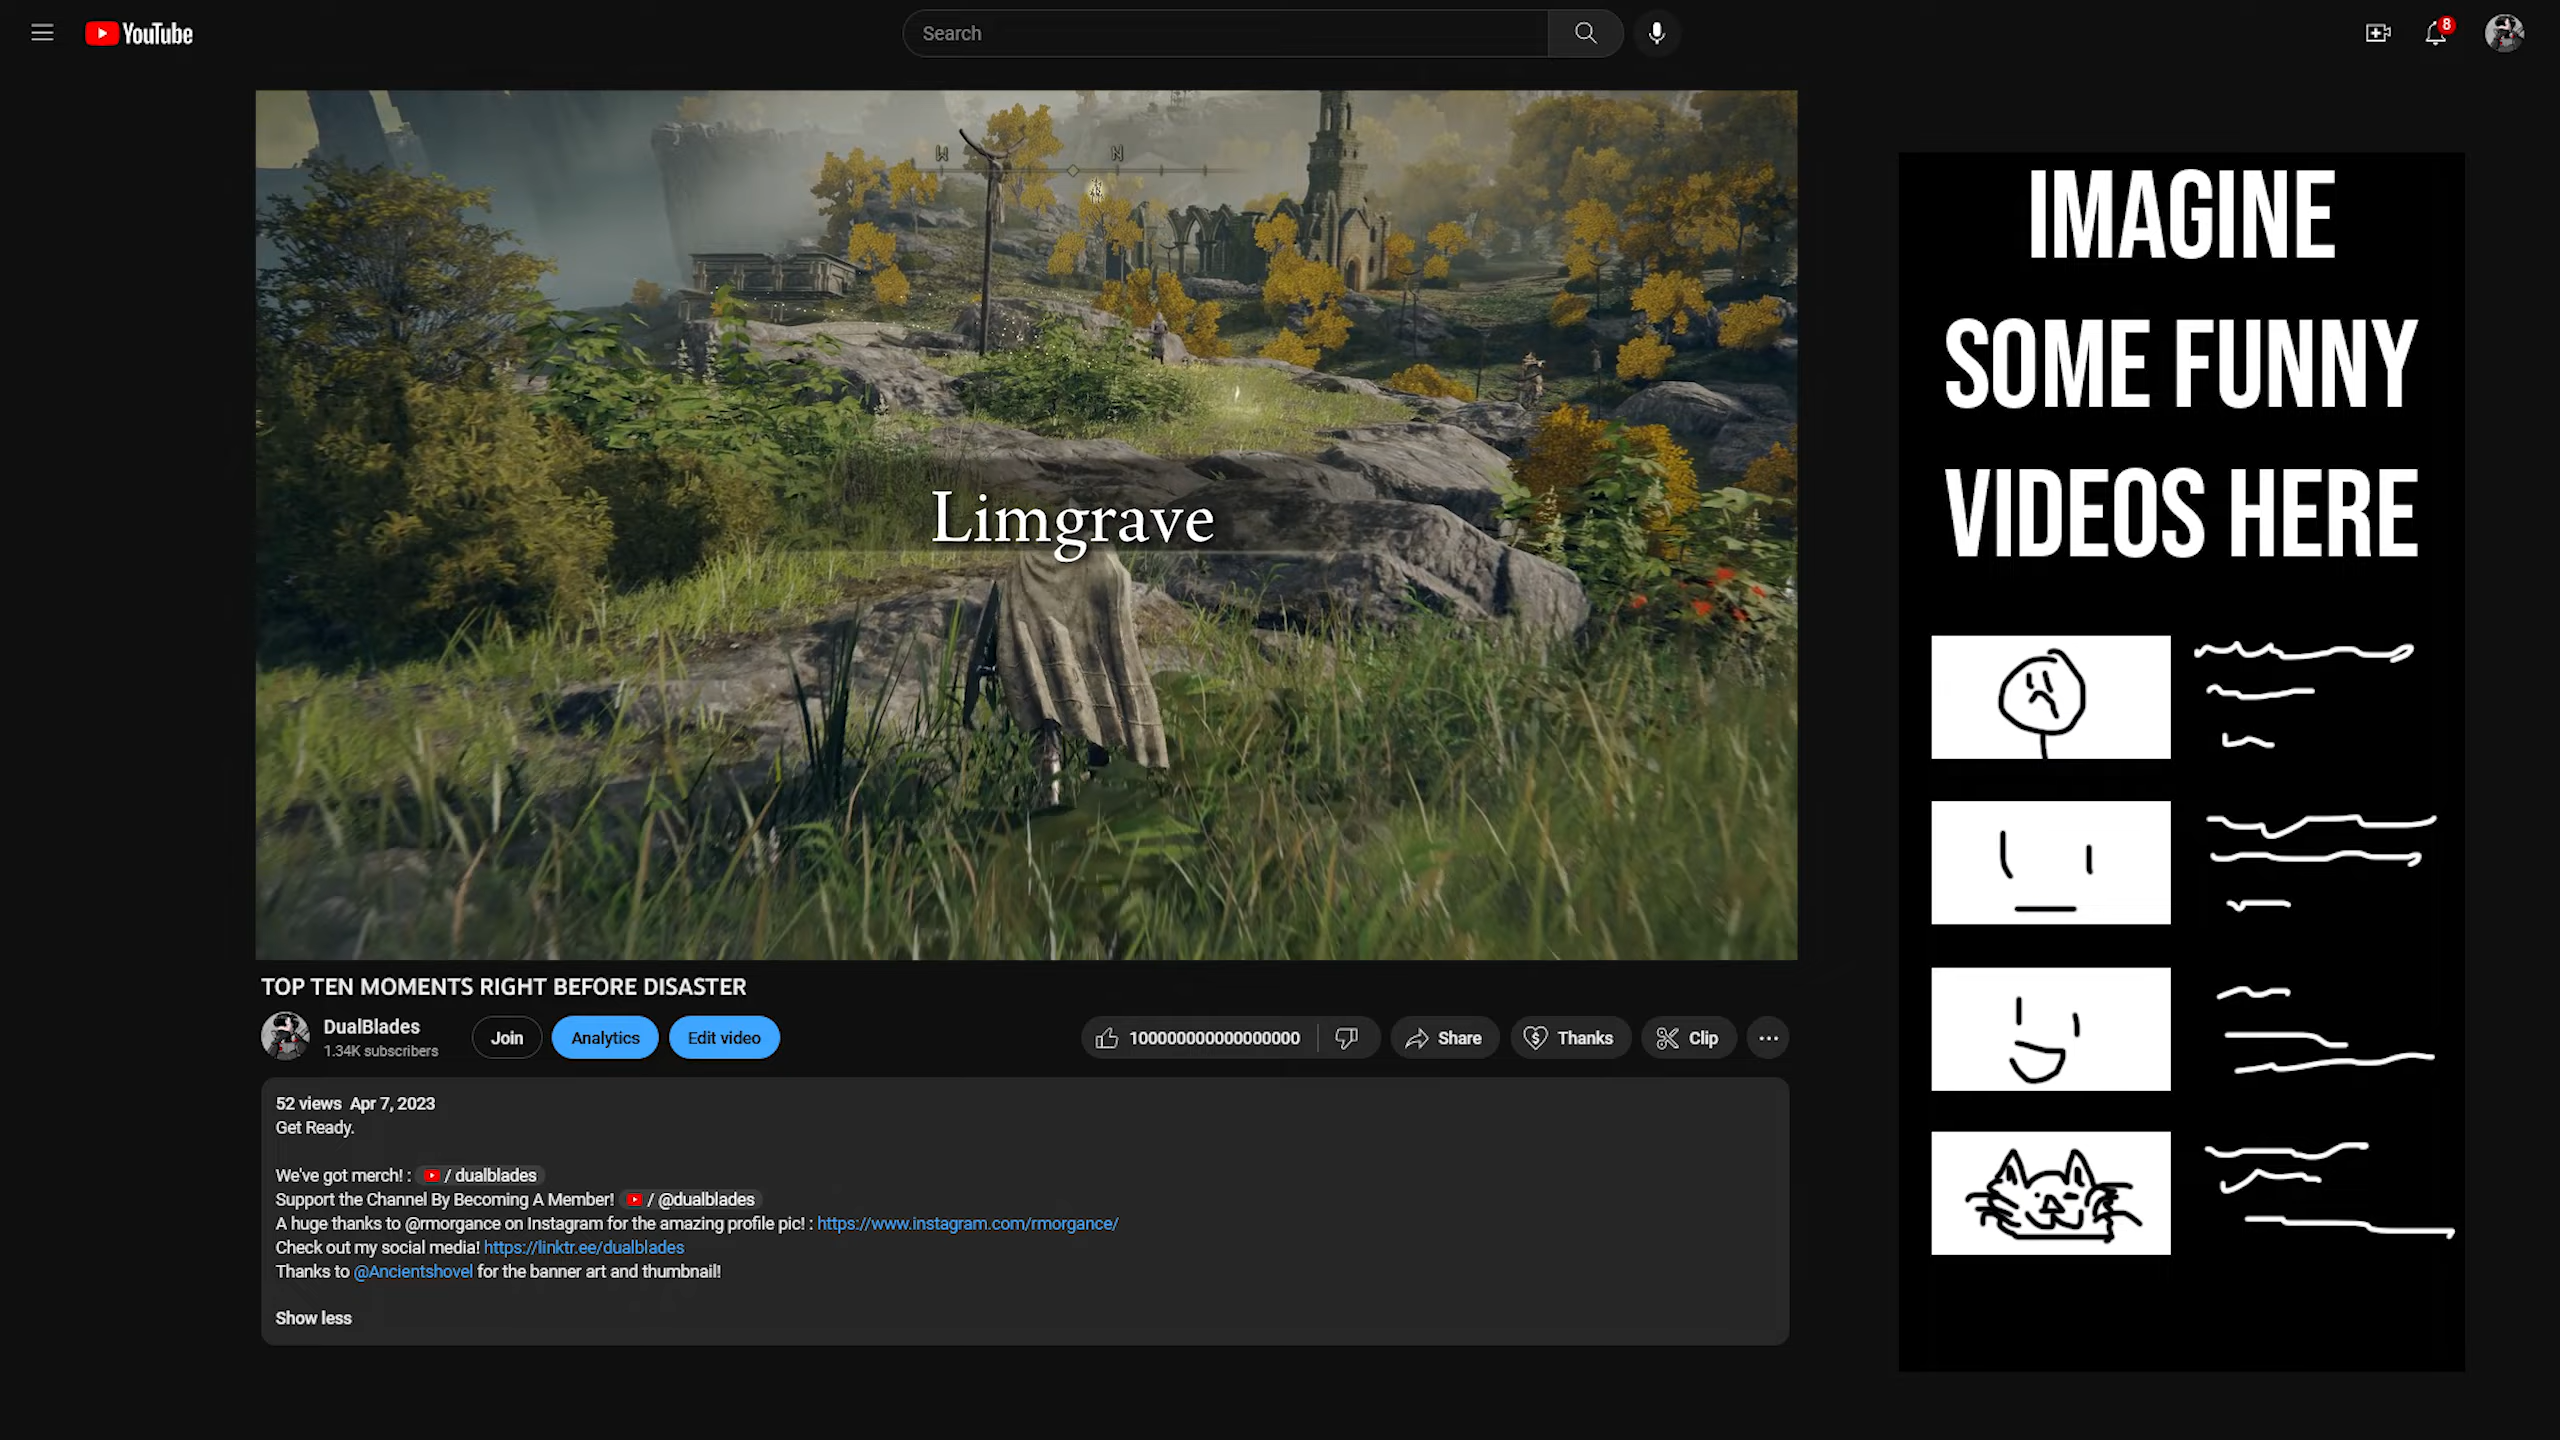 YouTube
Search
8
W N
Limgrave
IMAGINE
SOME FUNNY
VIDEOS HERE
TOP TEN MOMENTS RIGHT BEFORE DISASTER
DualBlades
1.34K subscribers
Join
Analytics
Edit video
100000000000000000
Share
Thanks
Clip
52 views Apr 7, 2023
Get Ready.
We've got merch! : / dualblades
Support the Channel By Becoming A Member! / @dualblades
A huge thanks to @rmorgance on Instagram for the amazing profile pic! : https://www.instagram.com/rmorgance/
Check out my social media! https://linktr.ee/dualblades
Thanks to @Ancientshovel for the banner art and thumbnail!
Show less